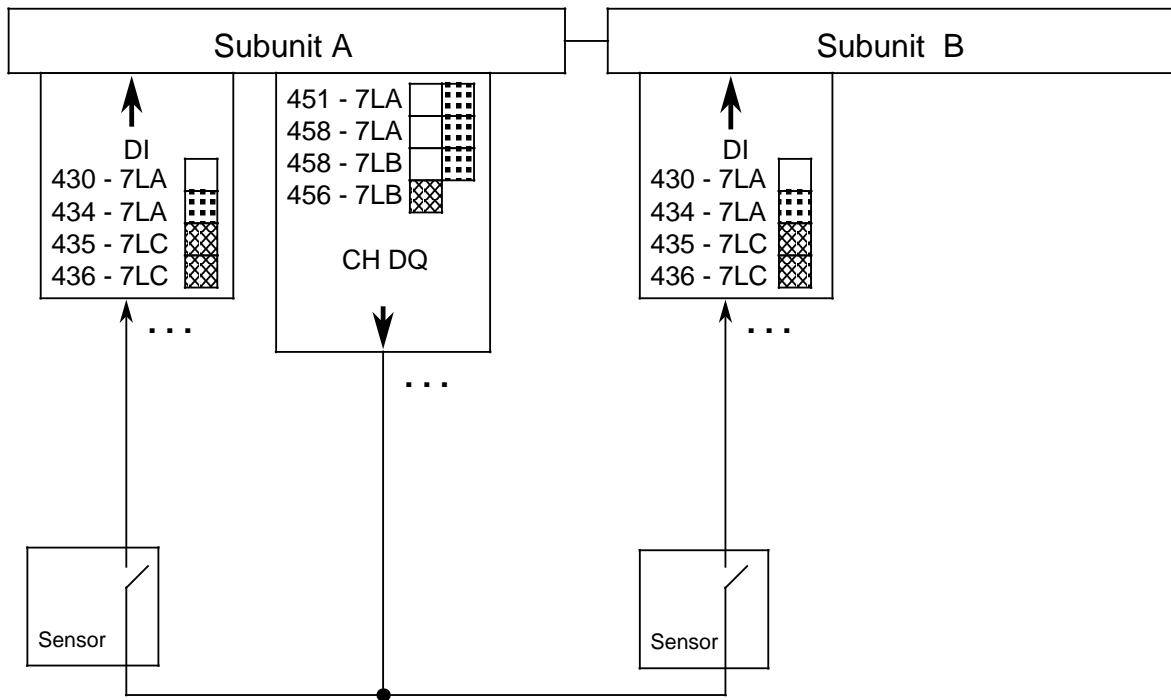 Subunit A
Subunit B
DI
430 - 7LA
434 - 7LA
435 - 7LC
436 - 7LC
. . .
451 - 7LA
458 - 7LA
458 - 7LB
456 - 7LB
CH DQ
. . .
DI
430 - 7LA
434 - 7LA
435 - 7LC
436 - 7LC
. . .
Sensor
Sensor